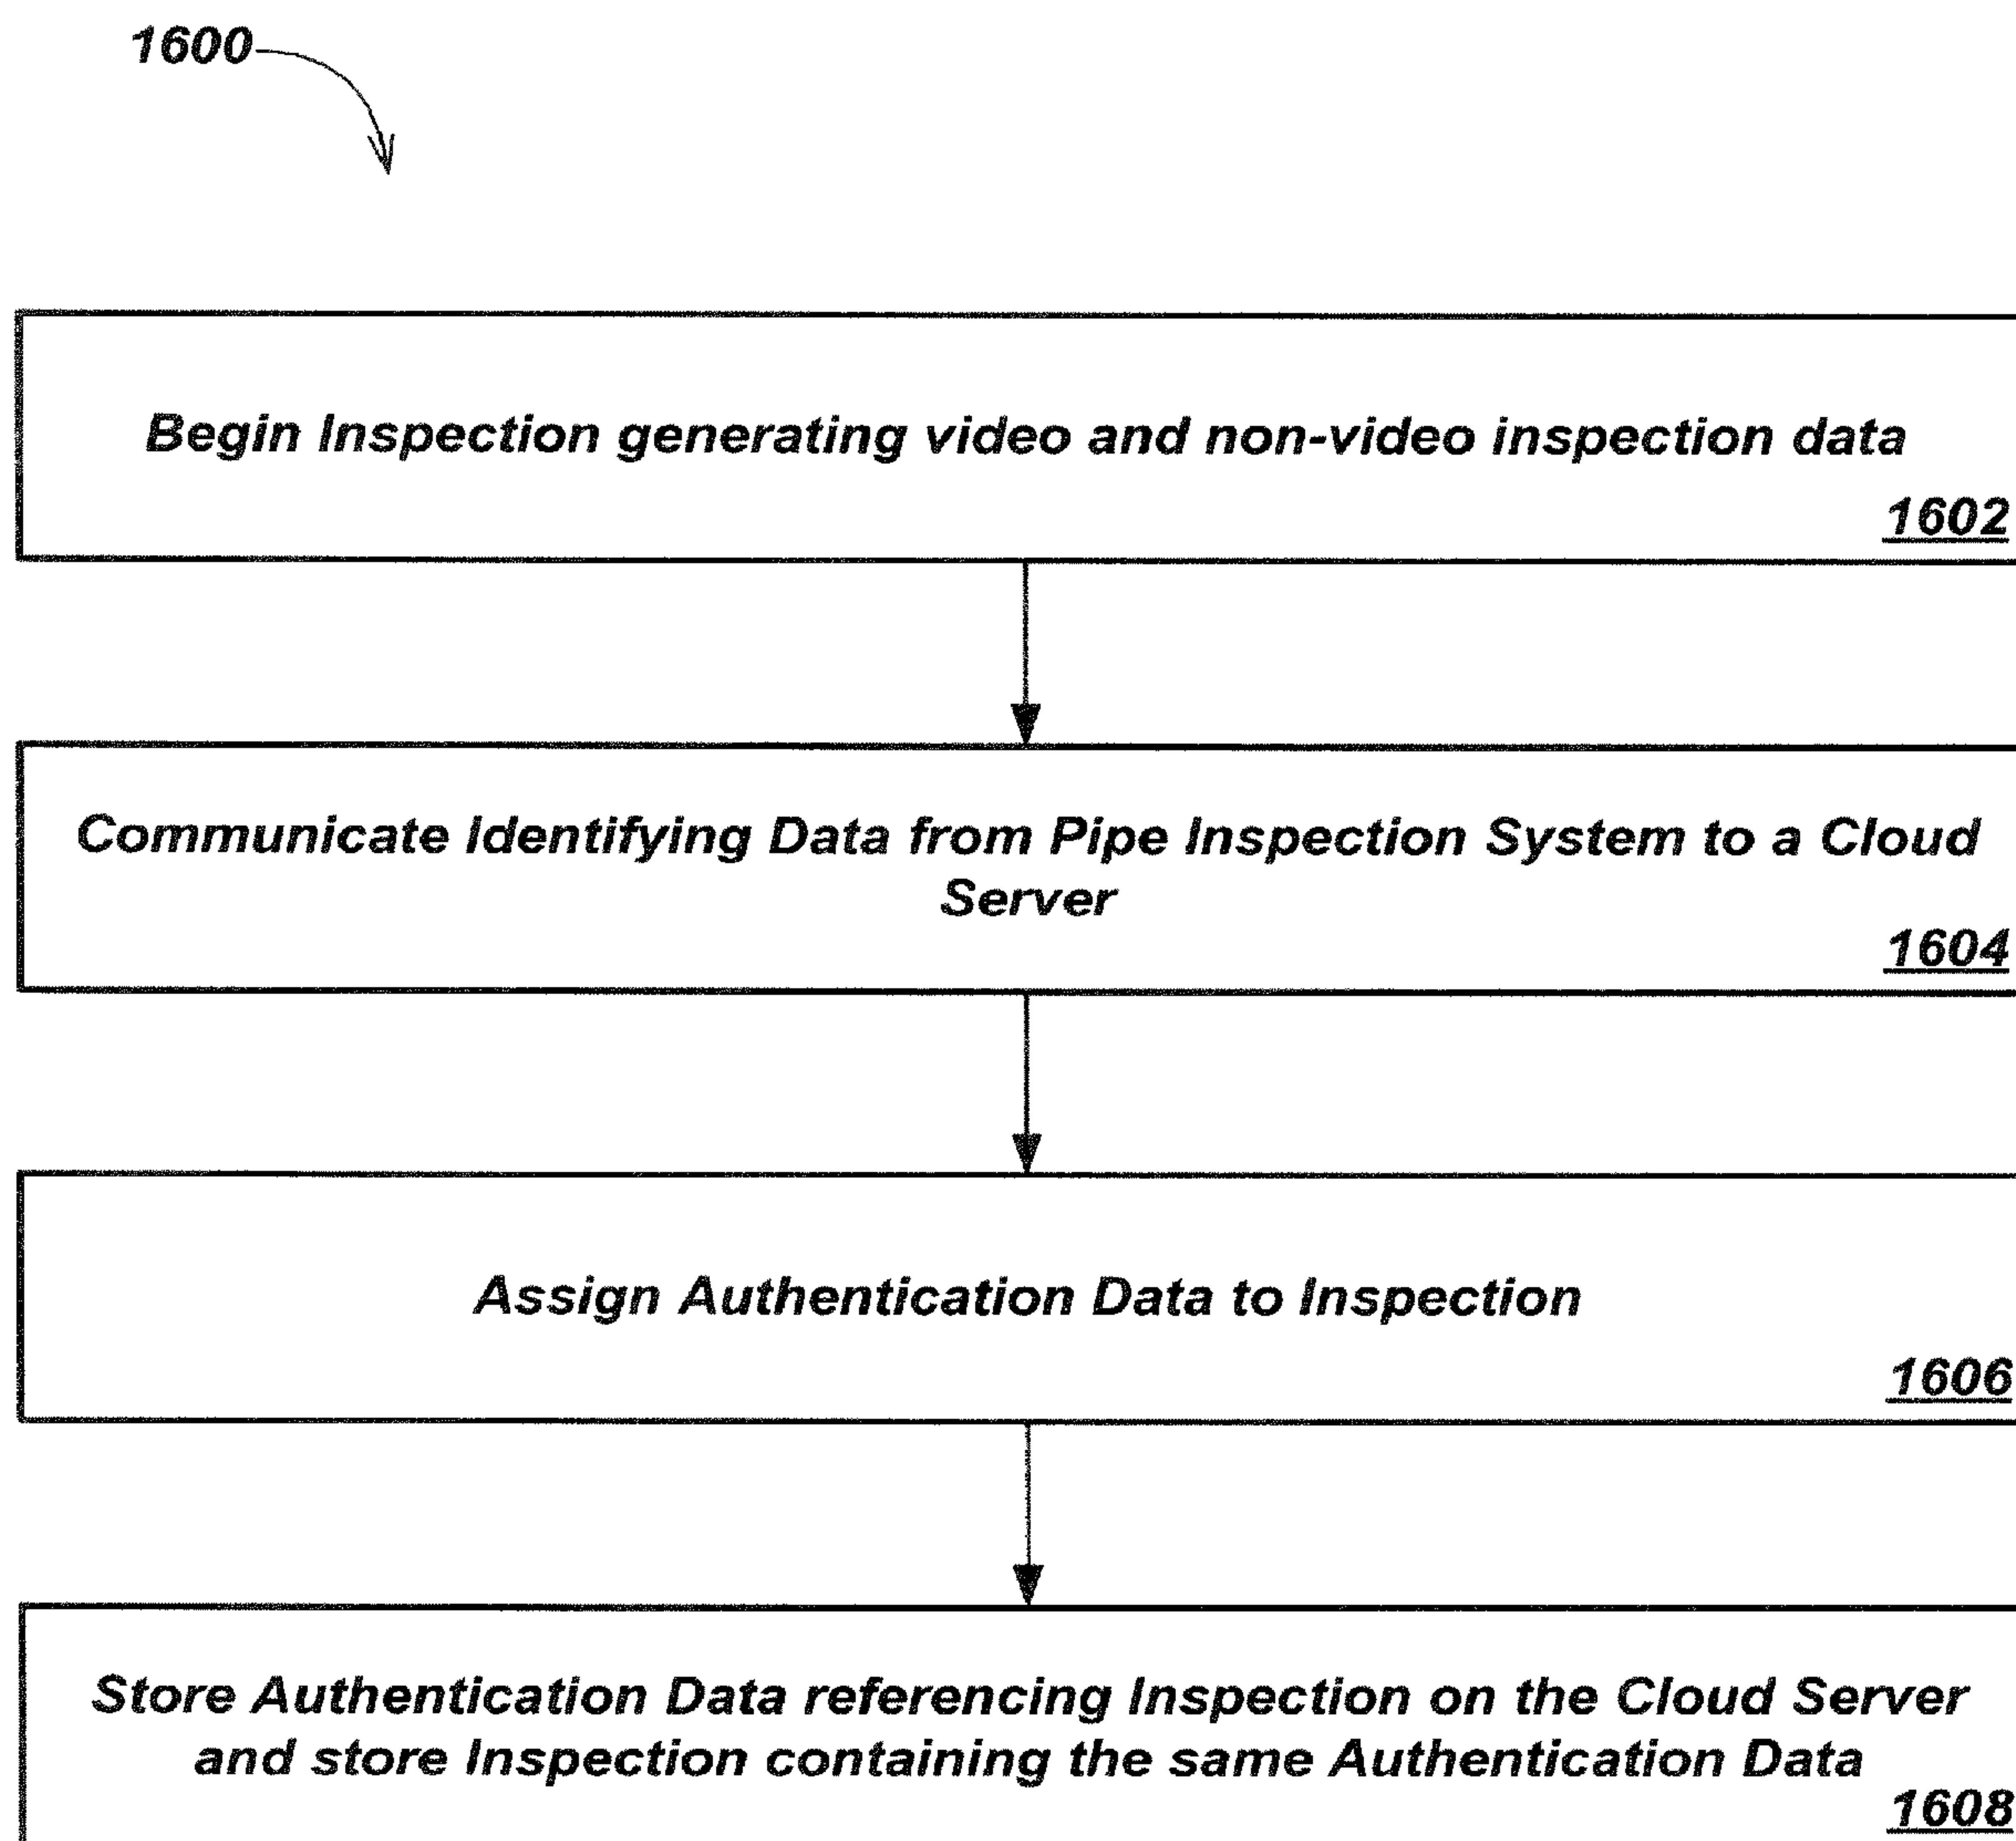 1600
Begin Inspection generating video and non-video inspection data
1602
Communicate Identifying Data from Pipe Inspection System to a Cloud
Server
1604
Assign Authentication Data to Inspection
1606
Store Authentication Data referencing Inspection on the Cloud Server
and store Inspection containing the same Authentication Data
1608